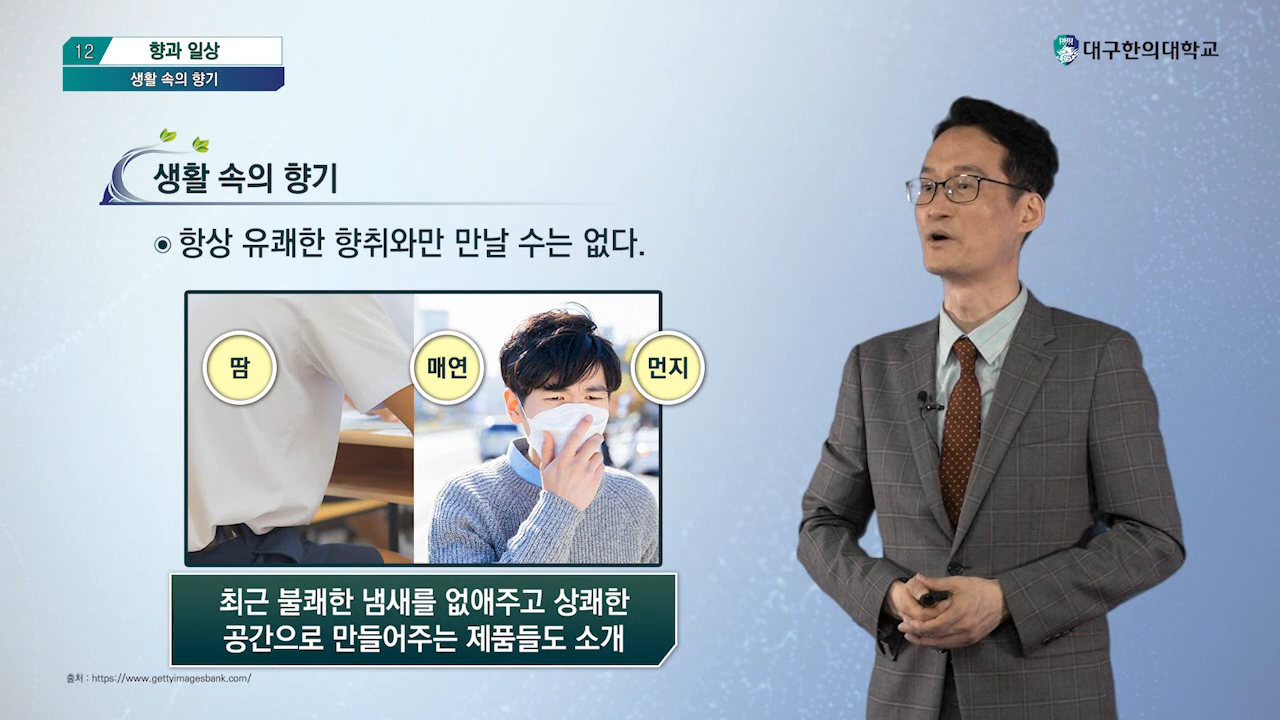 12 향과 일상
생활 속의 향기
대구한의대학교
생활 속의 향기
항상 유쾌한 향취와만 만날 수는 없다.
땀
매연
먼지
최근 불쾌한 냄새를 없애주고 상쾌한
공간으로 만들어주는 제품들도 소개
출처 : https://www.gettyimagesbank.com/